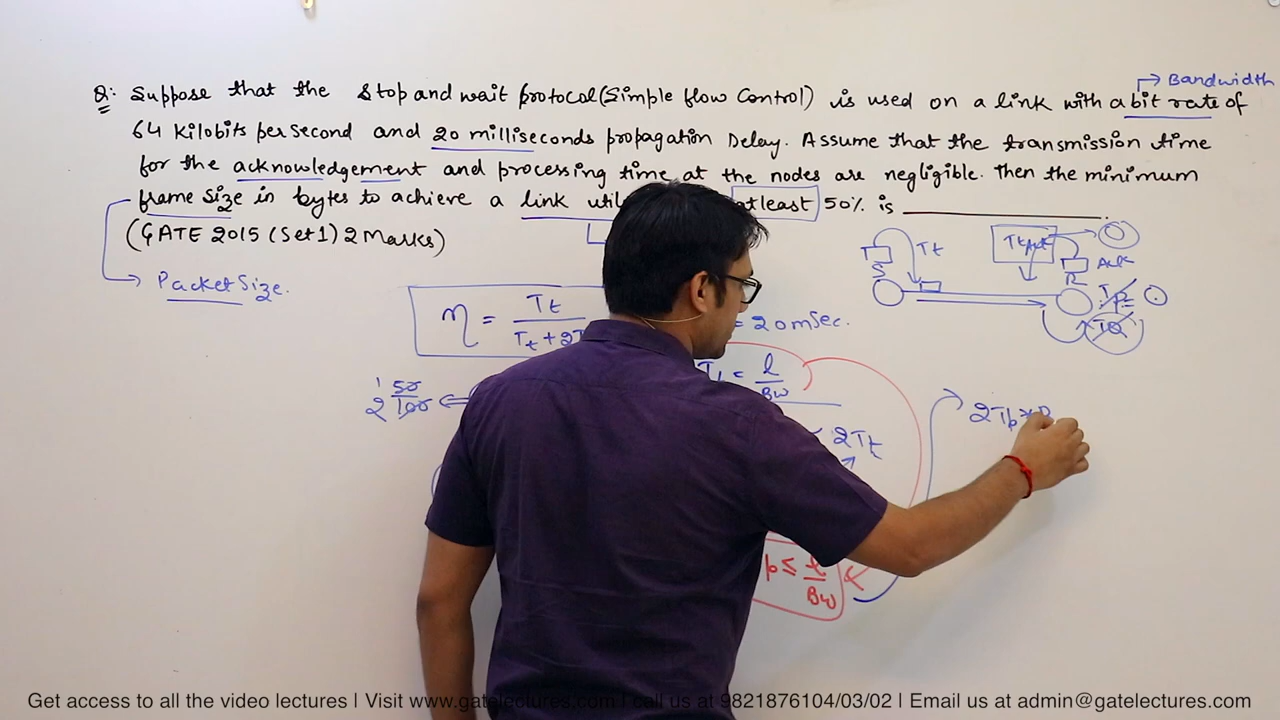 Bandwidth
Q: Suppose that the Stop and wait protocol (Simple flow Control) is used on a link with a bit rate of
64 Kilobits per second and 20 milliseconds propagation Delay. Assume that the transmission time
for the acknowledgement and processing time at the nodes are negligible. Then the minimum
frame Size in bytes to achieve a link atleast 50% is
(GATE 2015 (Set1) 2 Marks)
Tt Tt Ack
S R
Packet Size.
η = Tt / Tt + 2T = 20 mSec.
= l / Bw
1 50
2 100
2Tt
2Tp *
p ≤ l / Bw
Get access to all the video lectures | Visit www.gatelectures.com | call us at 9821876104/03/02 | Email us at admin@gatelectures.com